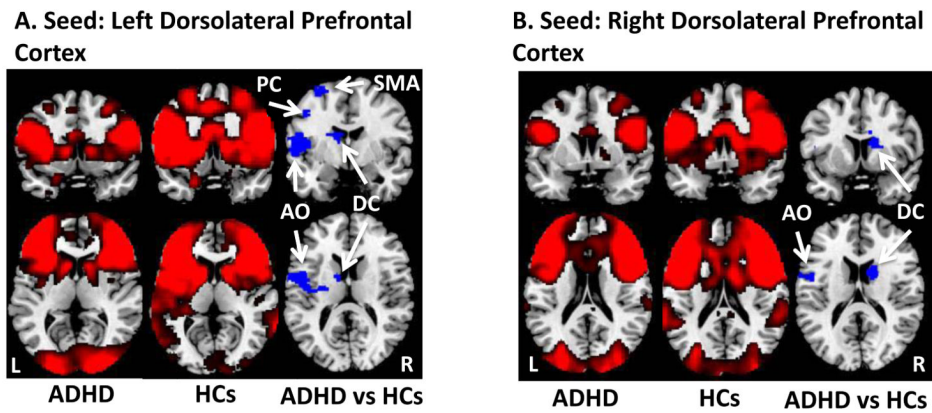 A. Seed: Left Dorsolateral Prefrontal
Cortex
PC
SMA
AO
DC
L
R
ADHD
HCs
ADHD vs HCs
B. Seed: Right Dorsolateral Prefrontal
Cortex
AO
DC
L
R
ADHD
HCs
ADHD vs HCs